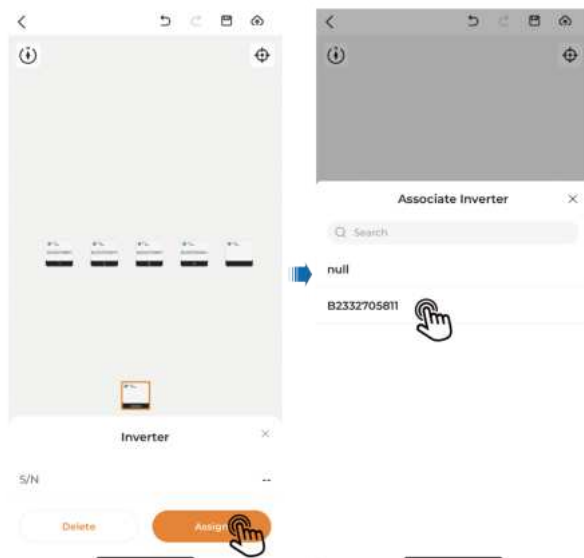 Inverter
S/N
--
Delete
Assign
Associate Inverter
Search
null
B2332705811